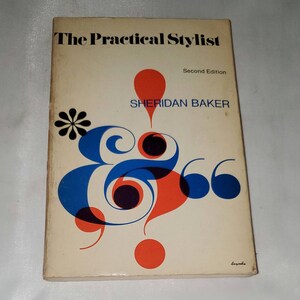 The Practical Stylist
Second Edition
SHERIDAN BAKER
*
!
&“